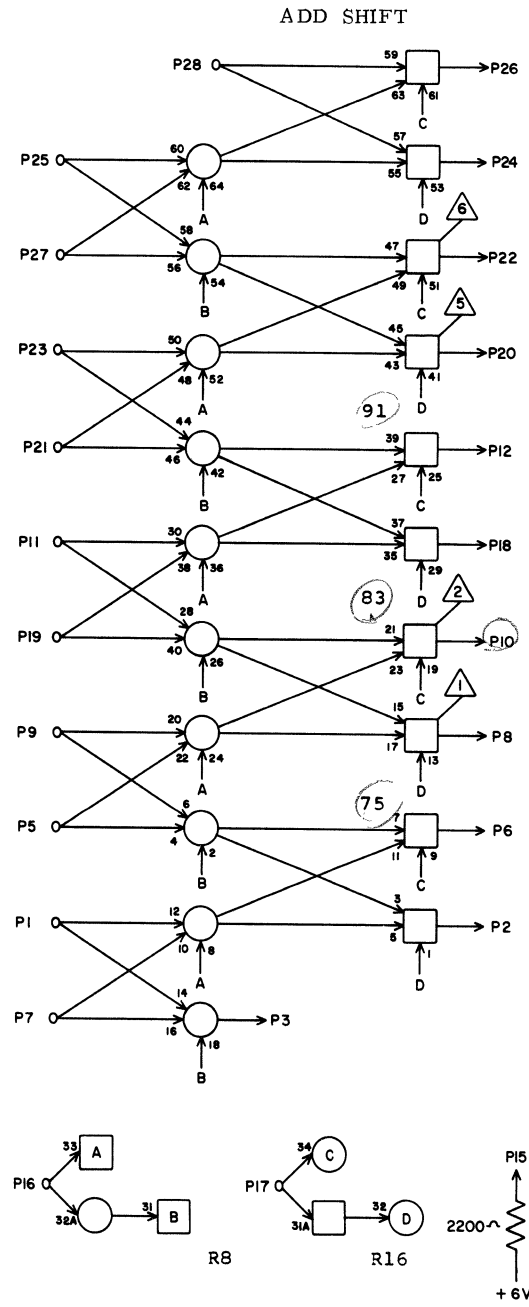 ADD SHIFT
P28 59 P26
63 61
C
57
P25 60 55 P24
62 64 53
A D
58 6
P27 56 47 P22
54 49 51
B C
5
45
P23 50 43 P20
48 52 41
A D
91
44
P21 46 39 P12
42 27 25
B C
37
P11 30 35 P18
38 36 29
A D
83
28 2
P19 40 21 P10
26 23 19
B C
1
15
P9 20 17 P8
22 24 13
A D
75
6
P5 4 7 P6
2 11 9
B C
3
P1 12 5 P2
10 8 1
A D
14
P7 16 P3
18
B
33 A
P16
32A 31 B
R8
34 C
P17
31A 32 D
R16
P15
2200~
+6V